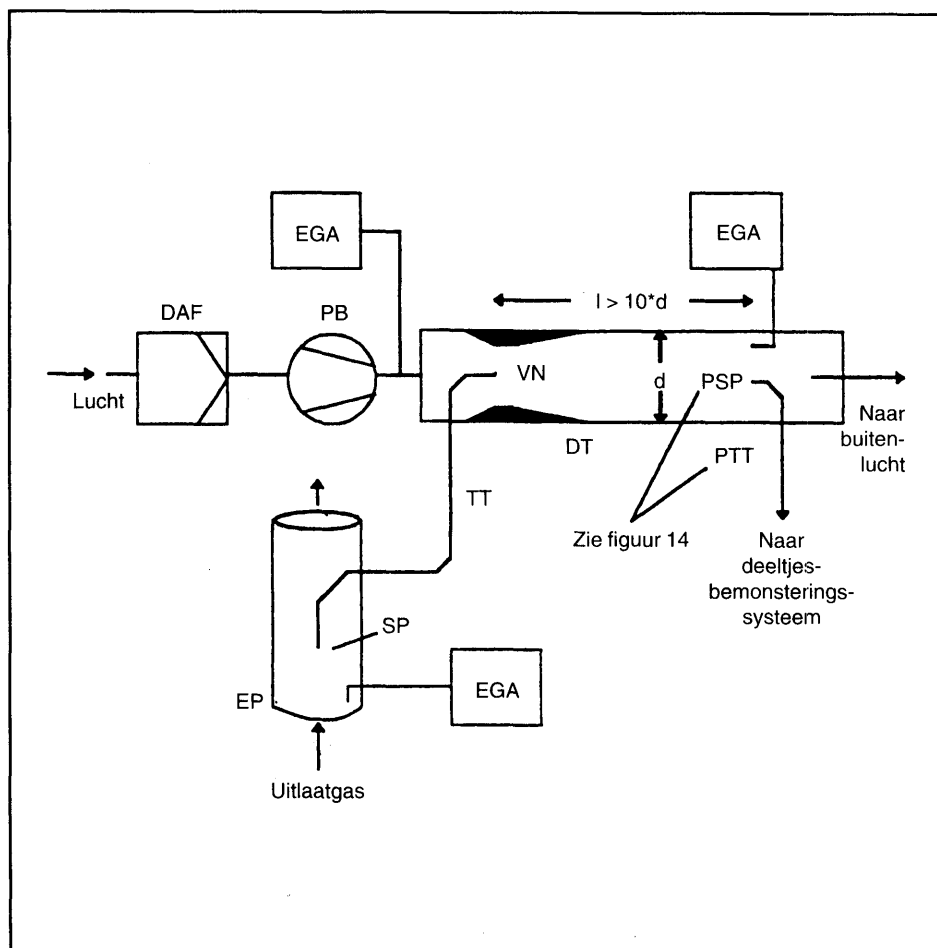 EGA
EGA
DAF
PB
l > 10*d
Lucht
VN
d
PSP
Naar
buiten-
lucht
DT
PTT
TT
Zie figuur 14
Naar
deeltjes-
bemonsterings-
systeem
SP
EP
EGA
Uitlaatgas